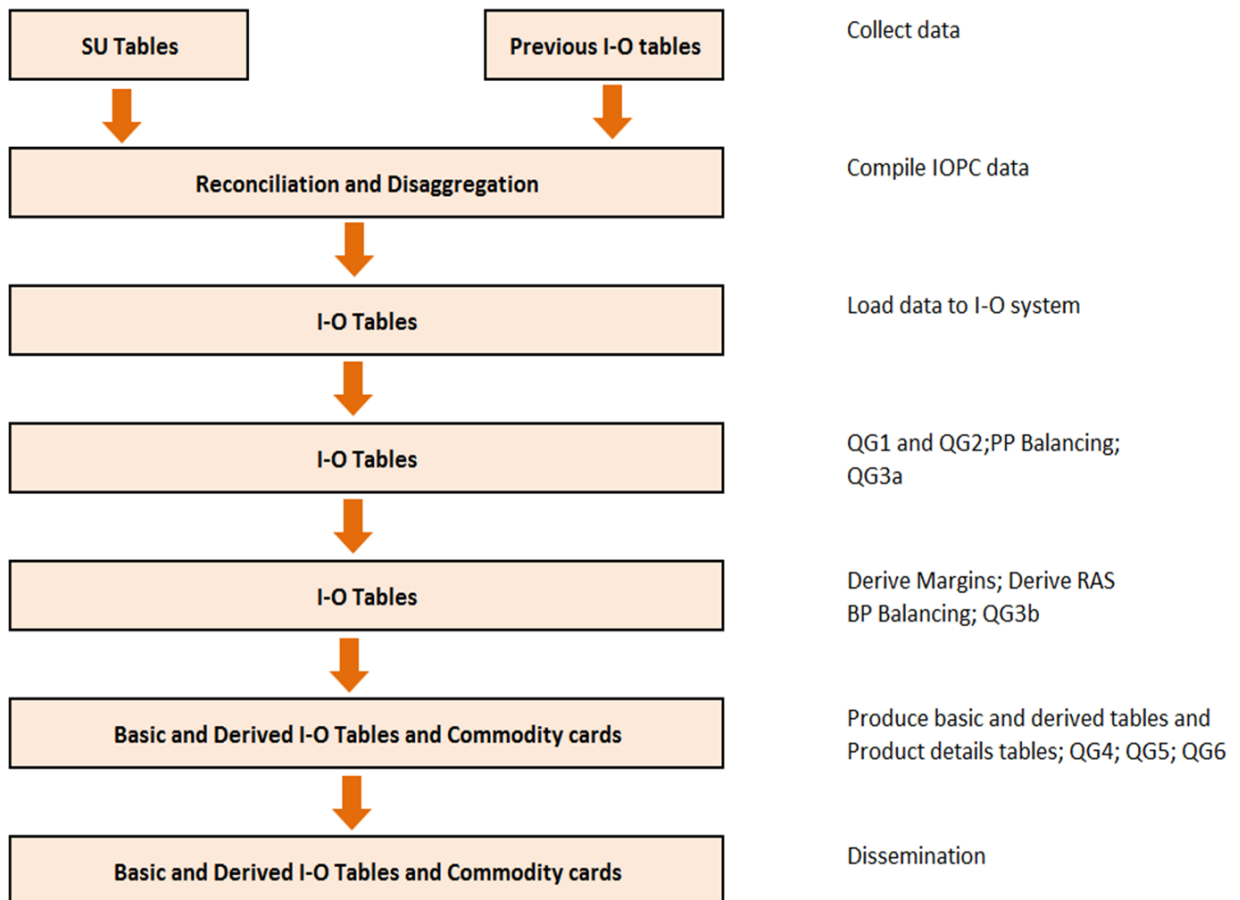 SU Tables
Previous I-O tables
Collect data
Reconciliation and Disaggregation
Compile IOPC data
I-O Tables
Load data to I-O system
I-O Tables
QG1 and QG2;PP Balancing;
QG3a
I-O Tables
Derive Margins; Derive RAS
BP Balancing; QG3b
Basic and Derived I-O Tables and Commodity cards
Produce basic and derived tables and
Product details tables; QG4; QG5; QG6
Basic and Derived I-O Tables and Commodity cards
Dissemination